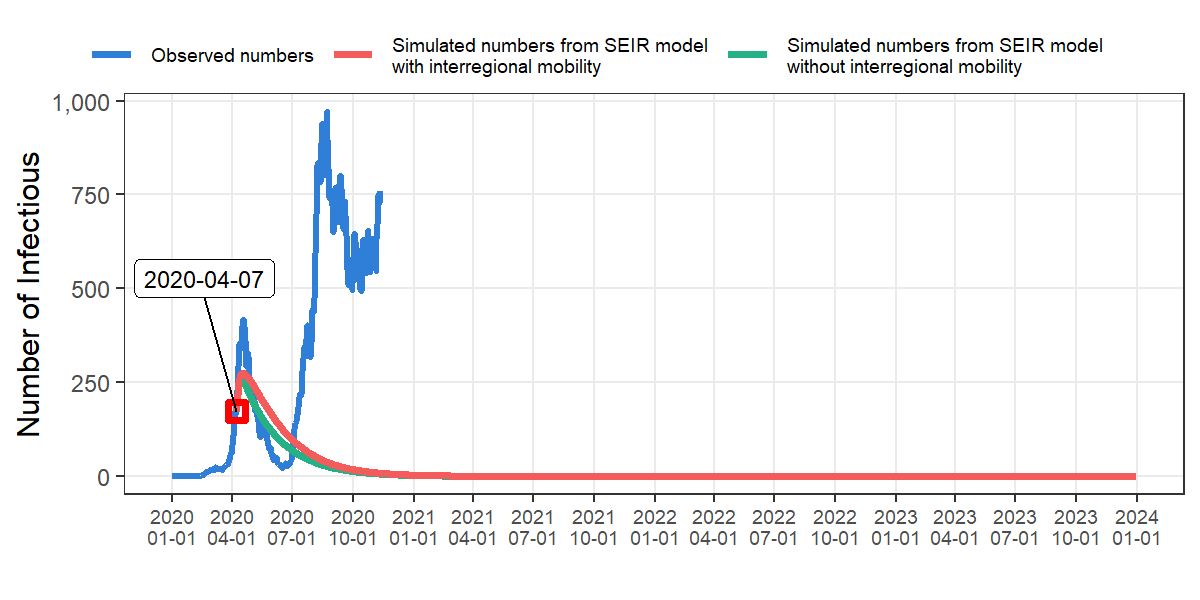 Observed numbers
Simulated numbers from SEIR model
with interregional mobility
Simulated numbers from SEIR model
without interregional mobility
Number of Infectious
1,000
750
500
250
0
2020-04-07
2020 2020 2020 2020 2021 2021 2021 2021 2022 2022 2022 2022 2023 2023 2023 2023 2024
01-01 04-01 07-01 10-01 01-01 04-01 07-01 10-01 01-01 04-01 07-01 10-01 01-01 04-01 07-01 10-01 01-01